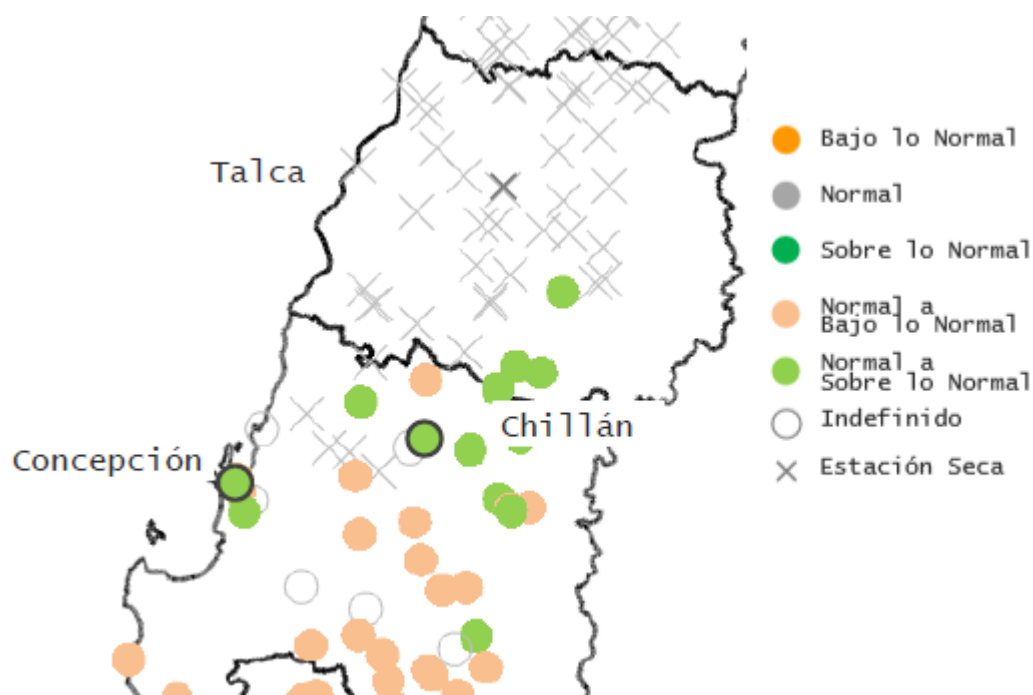 Talca
Concepción
Chillán
Bajo lo Normal
Normal
Sobre lo Normal
Normal a
Bajo lo Normal
Normal a
Sobre lo Normal
Indefinido
Estación Seca